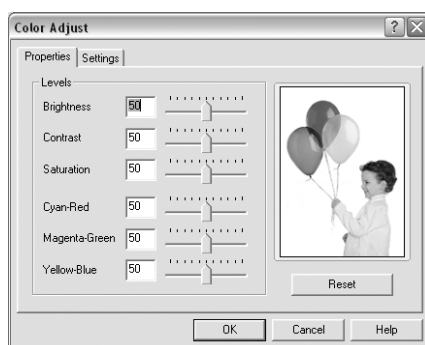 Color Adjust
Properties Settings
Levels
Brightness 50
Contrast 50
Saturation 50
Cyan-Red 50
Magenta-Green 50
Yellow-Blue 50
Reset
OK Cancel Help